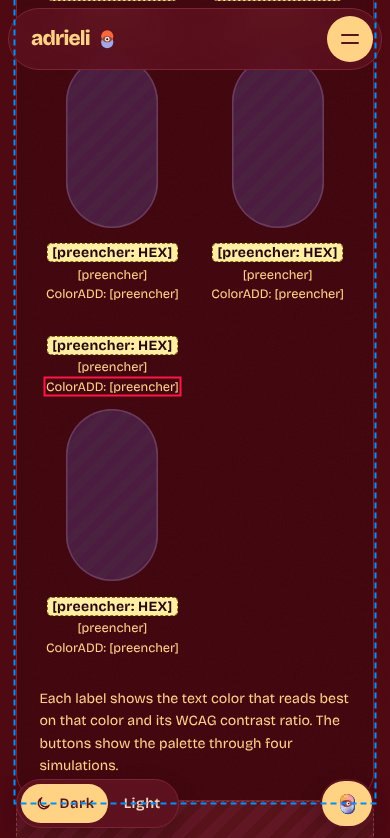 adrieli
[preencher: HEX]
[preencher]
ColorADD: [preencher]
[preencher: HEX]
[preencher]
ColorADD: [preencher]
[preencher: HEX]
[preencher]
ColorADD: [preencher]
[preencher: HEX]
[preencher]
ColorADD: [preencher]
Each label shows the text color that reads best
on that color and its WCAG contrast ratio. The
buttons show the palette through four
simulations.
Dark Light